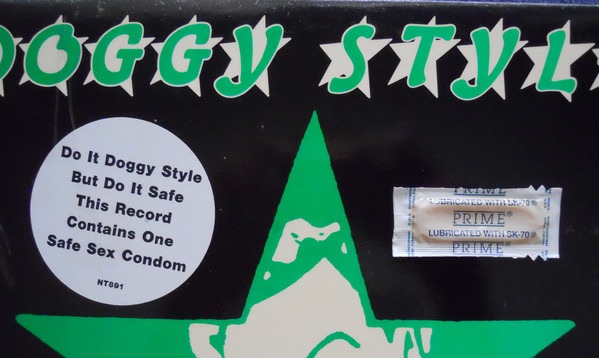 DOGGY STYL
Do It Doggy Style
But Do It Safe
This Record
Contains One
Safe Sex Condom
NT891
PRIME
LUBRICATED WITH SK-70®
PRIME®
LUBRICATED WITH SK-70®
PRIME®